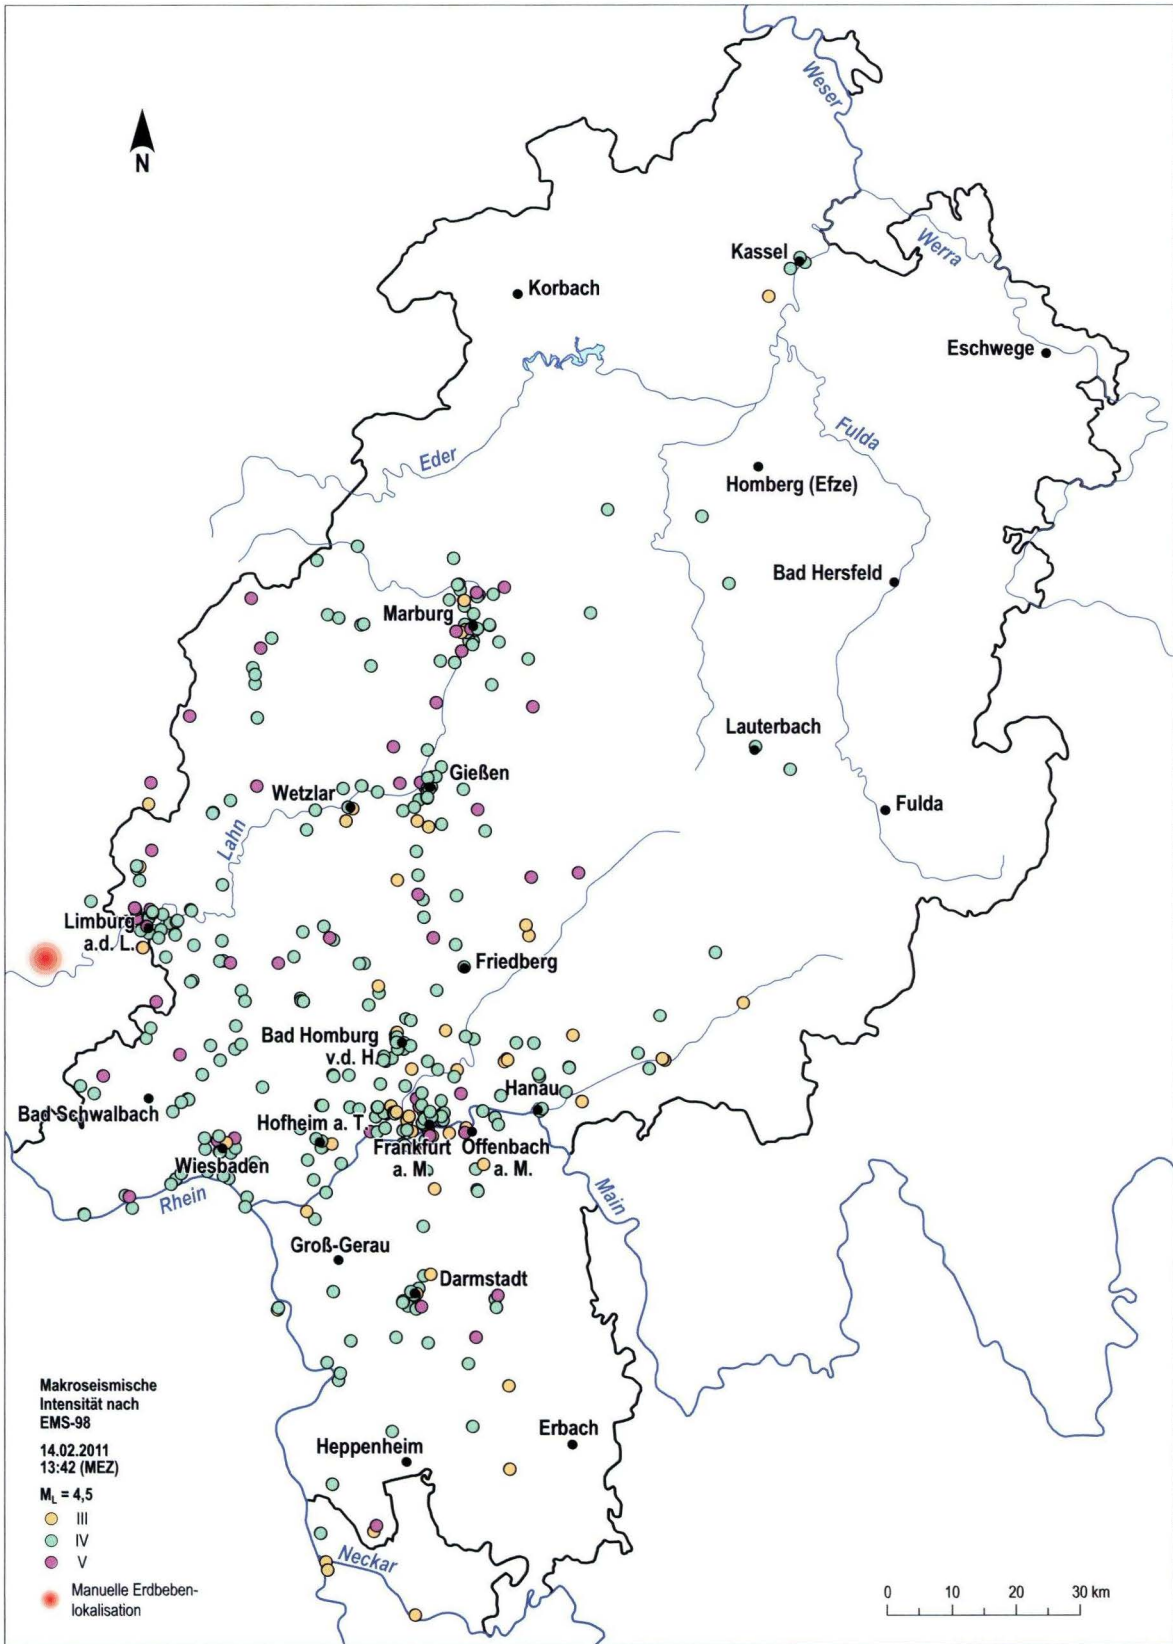 Weser
N
Kassel
Werra
Korbach
Eschwege
Fulda
Eder
Homberg (Efze)
Bad Hersfeld
Marburg
Lauterbach
Gießen
Wetzlar
Fulda
Lahn
Limburg
a.d. L.
Friedberg
Bad Homburg
v.d. H.
Hanau
Bad Schwalbach
Hofheim a. T.
Frankfurt
a. M.
Offenbach
a. M.
Wiesbaden
Rhein
Main
Groß-Gerau
Darmstadt
Makroseismische
Intensität nach
EMS-98
14.02.2011
13:42 (MEZ)
M_L = 4,5
III
IV
V
Manuelle Erdbeben-
lokalisation
Erbach
Heppenheim
Neckar
0 10 20 30 km